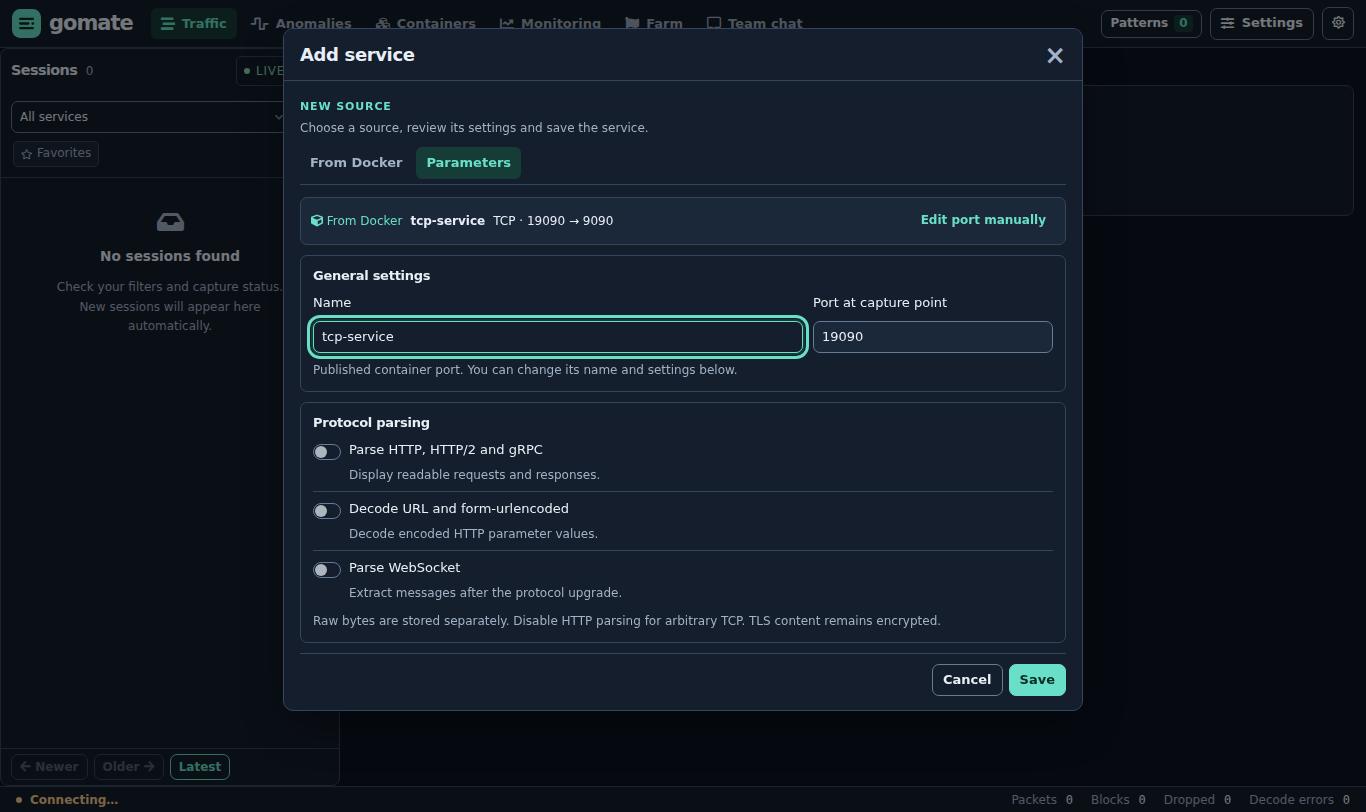 gomate Traffic Anomalies Containers Monitoring Farm Team chat Patterns 0 Settings
Sessions 0 LIVE
All services
Favorites
No sessions found
Check your filters and capture status.
New sessions will appear here
automatically.
Newer Older Latest
Add service
NEW SOURCE
Choose a source, review its settings and save the service.
From Docker Parameters
From Docker tcp-service TCP · 19090 → 9090 Edit port manually
General settings
Name Port at capture point
tcp-service 19090
Published container port. You can change its name and settings below.
Protocol parsing
Parse HTTP, HTTP/2 and gRPC
Display readable requests and responses.
Decode URL and form-urlencoded
Decode encoded HTTP parameter values.
Parse WebSocket
Extract messages after the protocol upgrade.
Raw bytes are stored separately. Disable HTTP parsing for arbitrary TCP. TLS content remains encrypted.
Cancel Save
Connecting… Packets 0 Blocks 0 Dropped 0 Decode errors 0